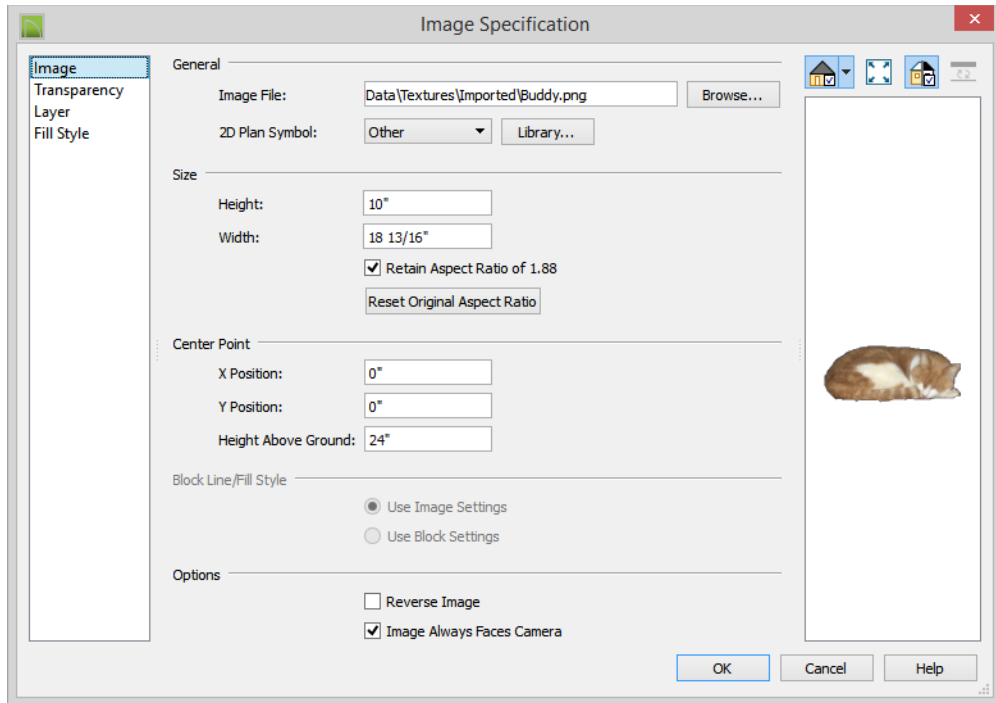 Image Specification
Image
Transparency
Layer
Fill Style
General
Image File: Data\Textures\Imported\Buddy.png Browse...
2D Plan Symbol: Other Library...
Size
Height: 10"
Width: 18 13/16"
Retain Aspect Ratio of 1.88
Reset Original Aspect Ratio
Center Point
X Position: 0"
Y Position: 0"
Height Above Ground: 24"
Block Line/Fill Style
Use Image Settings
Use Block Settings
Options
Reverse Image
Image Always Faces Camera
OK Cancel Help